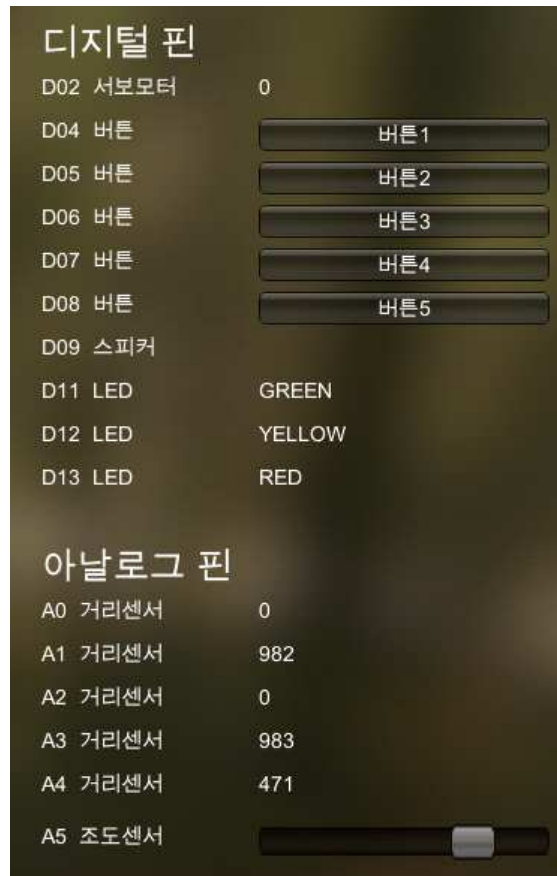 디지털 핀
D02 서보모터 0
D04 버튼 버튼1
D05 버튼 버튼2
D06 버튼 버튼3
D07 버튼 버튼4
D08 버튼 버튼5
D09 스피커
D11 LED GREEN
D12 LED YELLOW
D13 LED RED
아날로그 핀
A0 거리센서 0
A1 거리센서 982
A2 거리센서 0
A3 거리센서 983
A4 거리센서 471
A5 조도센서